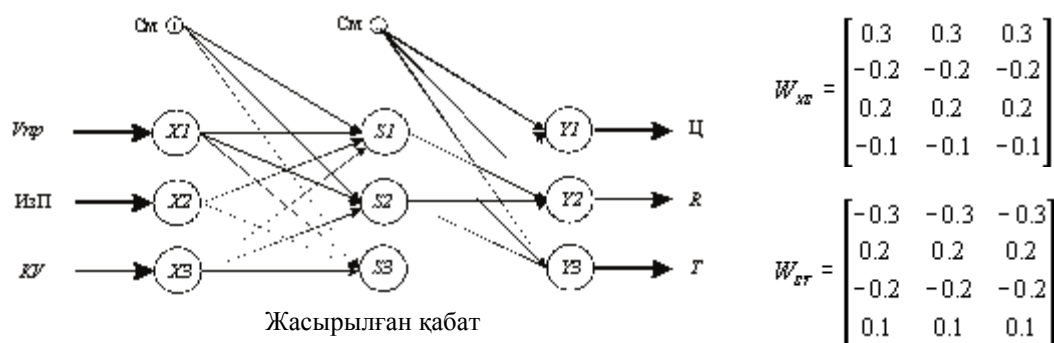 См 1
См
Vпр
X1
S1
Y1
Ц
ИзП
X2
S2
Y2
R
КУ
X3
S3
Y3
T
Жасырылған қабат
W_XS =
0.3 0.3 0.3
-0.2 -0.2 -0.2
0.2 0.2 0.2
-0.1 -0.1 -0.1
-0.3 -0.3 -0.3
0.2 0.2 0.2
-0.2 -0.2 -0.2
0.1 0.1 0.1